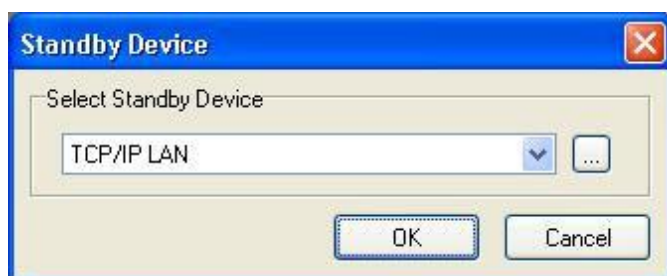 Standby Device
Select Standby Device
TCP/IP LAN
...
OK
Cancel